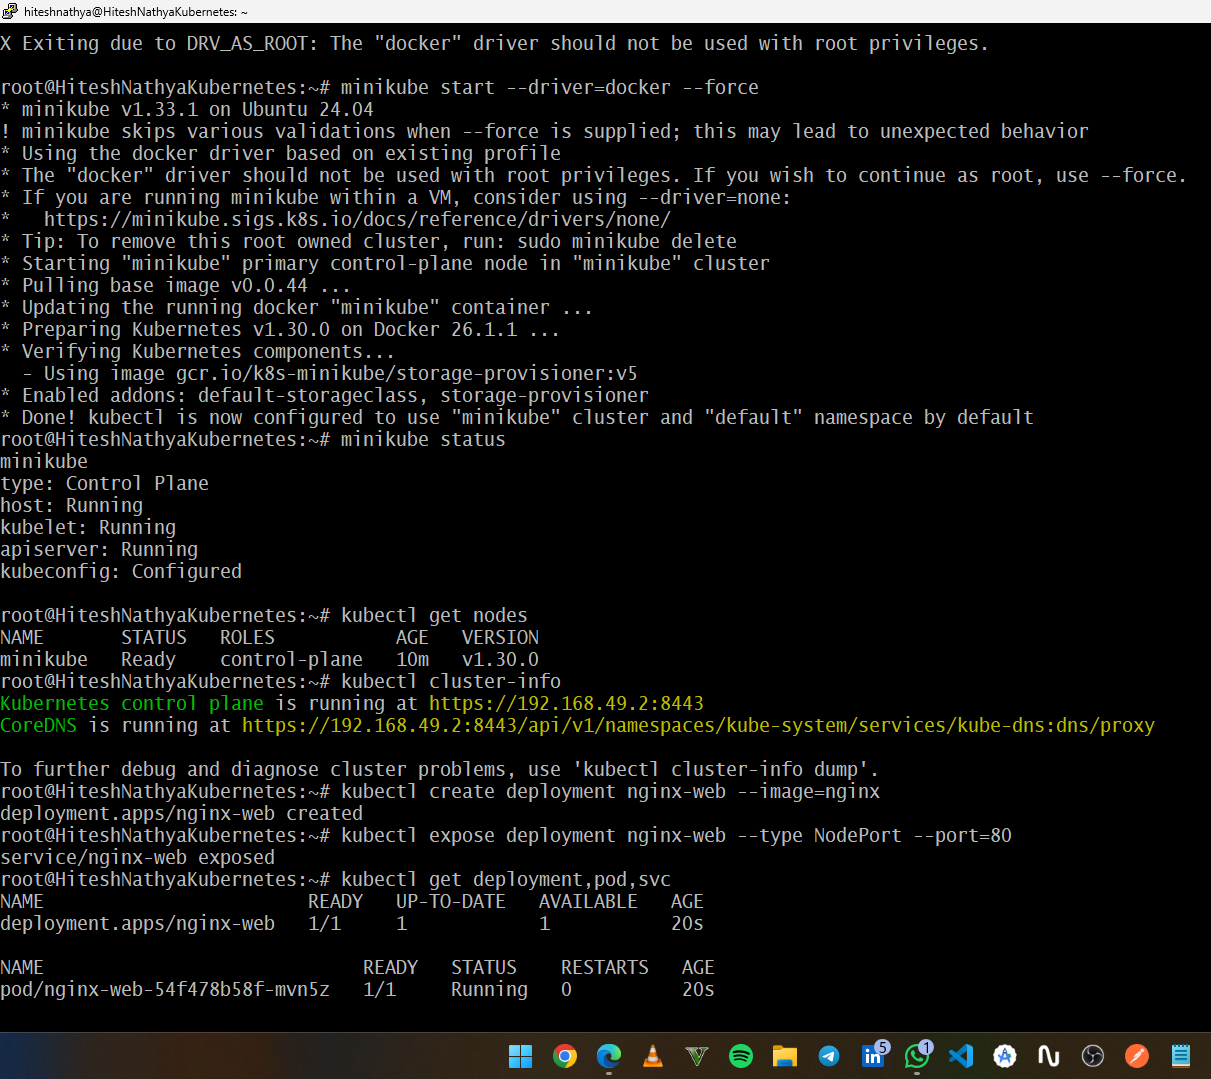 hiteshnathya@HiteshNathyaKubernetes: ~
X Exiting due to DRV_AS_ROOT: The "docker" driver should not be used with root privileges.
root@HiteshNathyaKubernetes:~# minikube start --driver=docker --force
* minikube v1.33.1 on Ubuntu 24.04
! minikube skips various validations when --force is supplied; this may lead to unexpected behavior
* Using the docker driver based on existing profile
* The "docker" driver should not be used with root privileges. If you wish to continue as root, use --force.
* If you are running minikube within a VM, consider using --driver=none:
*   https://minikube.sigs.k8s.io/docs/reference/drivers/none/
* Tip: To remove this root owned cluster, run: sudo minikube delete
* Starting "minikube" primary control-plane node in "minikube" cluster
* Pulling base image v0.0.44 ...
* Updating the running docker "minikube" container ...
* Preparing Kubernetes v1.30.0 on Docker 26.1.1 ...
* Verifying Kubernetes components...
  - Using image gcr.io/k8s-minikube/storage-provisioner:v5
* Enabled addons: default-storageclass, storage-provisioner
* Done! kubectl is now configured to use "minikube" cluster and "default" namespace by default
root@HiteshNathyaKubernetes:~# minikube status
minikube
type: Control Plane
host: Running
kubelet: Running
apiserver: Running
kubeconfig: Configured
root@HiteshNathyaKubernetes:~# kubectl get nodes
NAME       STATUS   ROLES           AGE   VERSION
minikube   Ready    control-plane   10m   v1.30.0
root@HiteshNathyaKubernetes:~# kubectl cluster-info
Kubernetes control plane is running at https://192.168.49.2:8443
CoreDNS is running at https://192.168.49.2:8443/api/v1/namespaces/kube-system/services/kube-dns:dns/proxy
To further debug and diagnose cluster problems, use 'kubectl cluster-info dump'.
root@HiteshNathyaKubernetes:~# kubectl create deployment nginx-web --image=nginx
deployment.apps/nginx-web created
root@HiteshNathyaKubernetes:~# kubectl expose deployment nginx-web --type NodePort --port=80
service/nginx-web exposed
root@HiteshNathyaKubernetes:~# kubectl get deployment,pod,svc
NAME                        READY   UP-TO-DATE   AVAILABLE   AGE
deployment.apps/nginx-web   1/1     1            1           20s
NAME                             READY   STATUS    RESTARTS   AGE
pod/nginx-web-54f478b58f-mvn5z   1/1     Running   0          20s
5 1